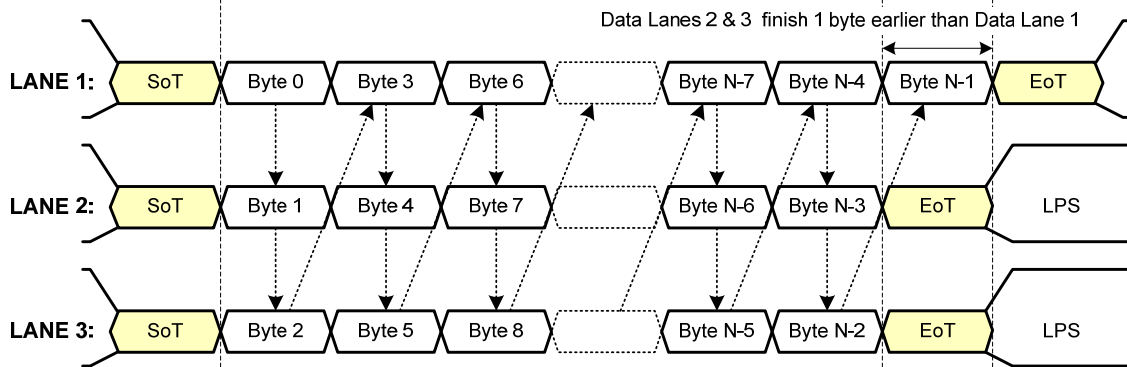 Data Lanes 2 & 3 finish 1 byte earlier than Data Lane 1
LANE 1: SoT Byte 0 Byte 3 Byte 6 Byte N-7 Byte N-4 Byte N-1 EoT
LANE 2: SoT Byte 1 Byte 4 Byte 7 Byte N-6 Byte N-3 EoT LPS
LANE 3: SoT Byte 2 Byte 5 Byte 8 Byte N-5 Byte N-2 EoT LPS